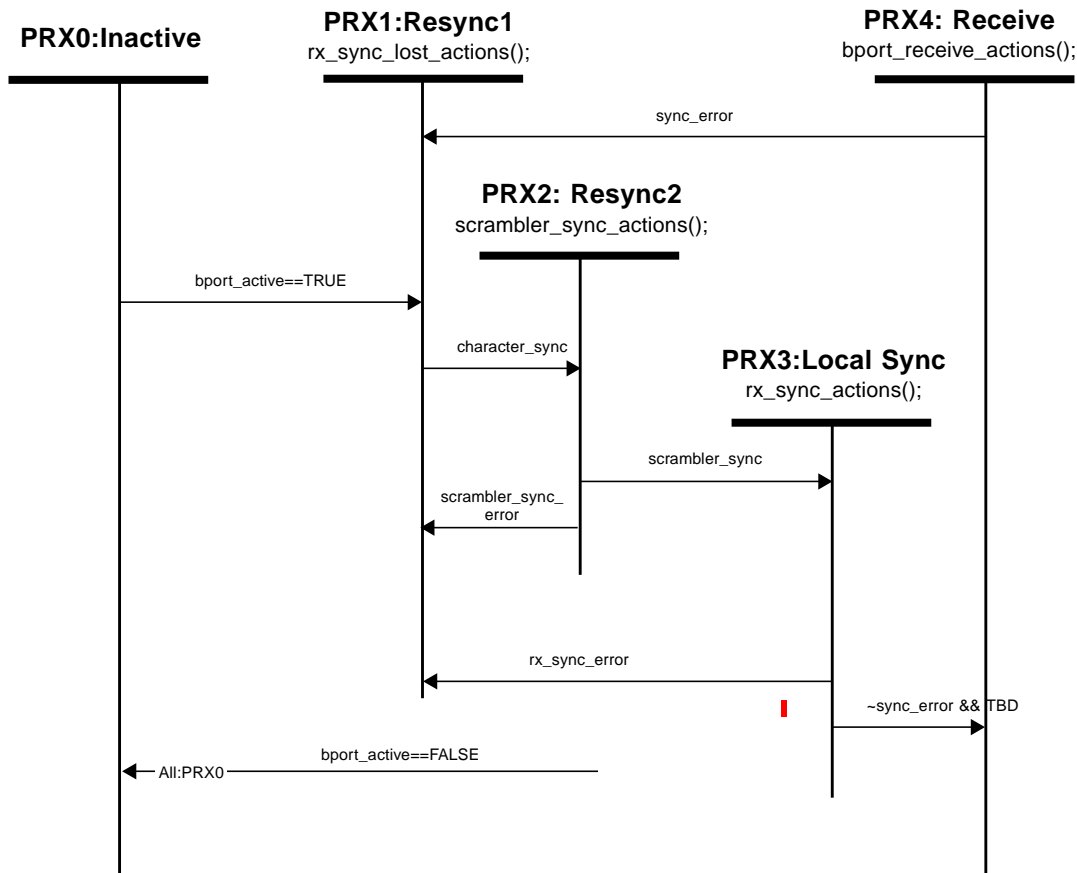 PRX0:Inactive
PRX1:Resync1
rx_sync_lost_actions();
PRX4: Receive
bport_receive_actions();
sync_error
PRX2: Resync2
scrambler_sync_actions();
bport_active==TRUE
character_sync
PRX3:Local Sync
rx_sync_actions();
scrambler_sync
scrambler_sync_
error
rx_sync_error
~sync_error && TBD
bport_active==FALSE
All:PRX0